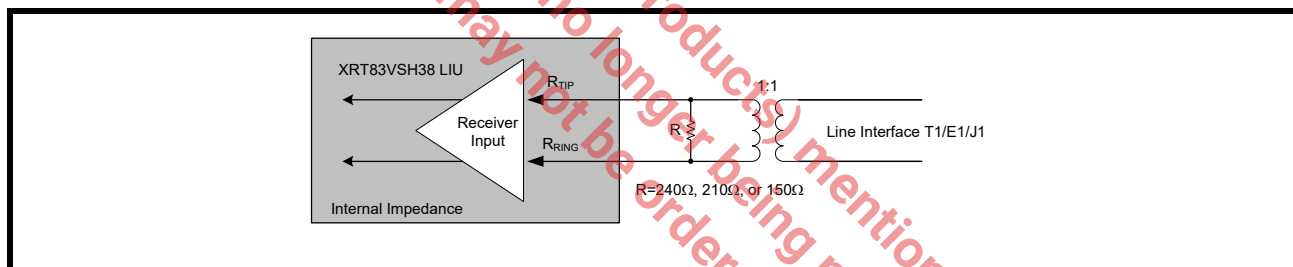 XRT83VSH38 LIU
RTIP
1:1
Receiver
Input
R
Line Interface T1/E1/J1
RRING
R=240Ω, 210Ω, or 150Ω
Internal Impedance
roducts) mention
no longer being
may not be order